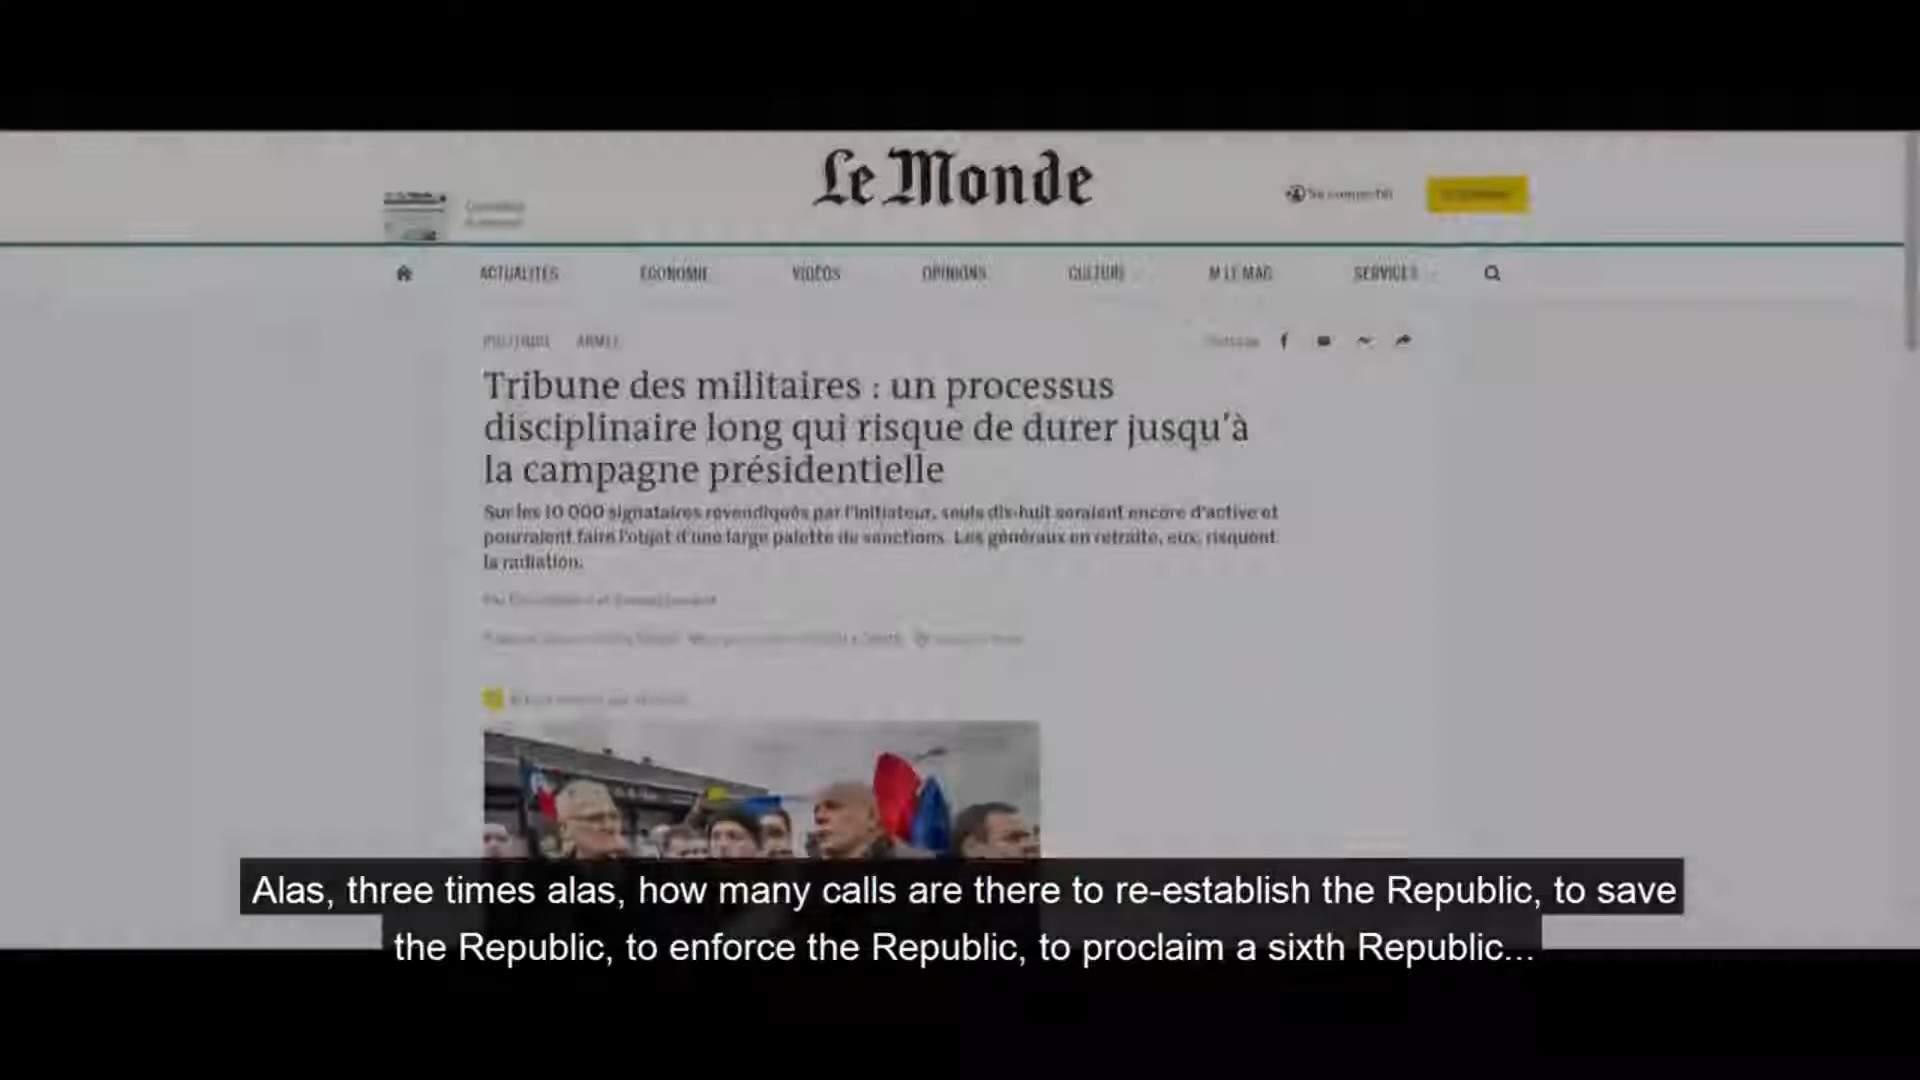 Le Monde
ACTUALITÉS ÉCONOMIE VIDÉOS OPINIONS CULTURE M LE MAG SERVICES
POLITIQUE ARMÉE
Tribune des militaires : un processus
disciplinaire long qui risque de durer jusqu'à
la campagne présidentielle
Sur les 10 000 signataires revendiqués par l'initiateur, seuls dix-huit seraient encore d'active et
pourraient faire l'objet d'une large palette de sanctions. Les généraux en retraite, eux, risquent
la radiation.
Alas, three times alas, how many calls are there to re-establish the Republic, to save
the Republic, to enforce the Republic, to proclaim a sixth Republic...